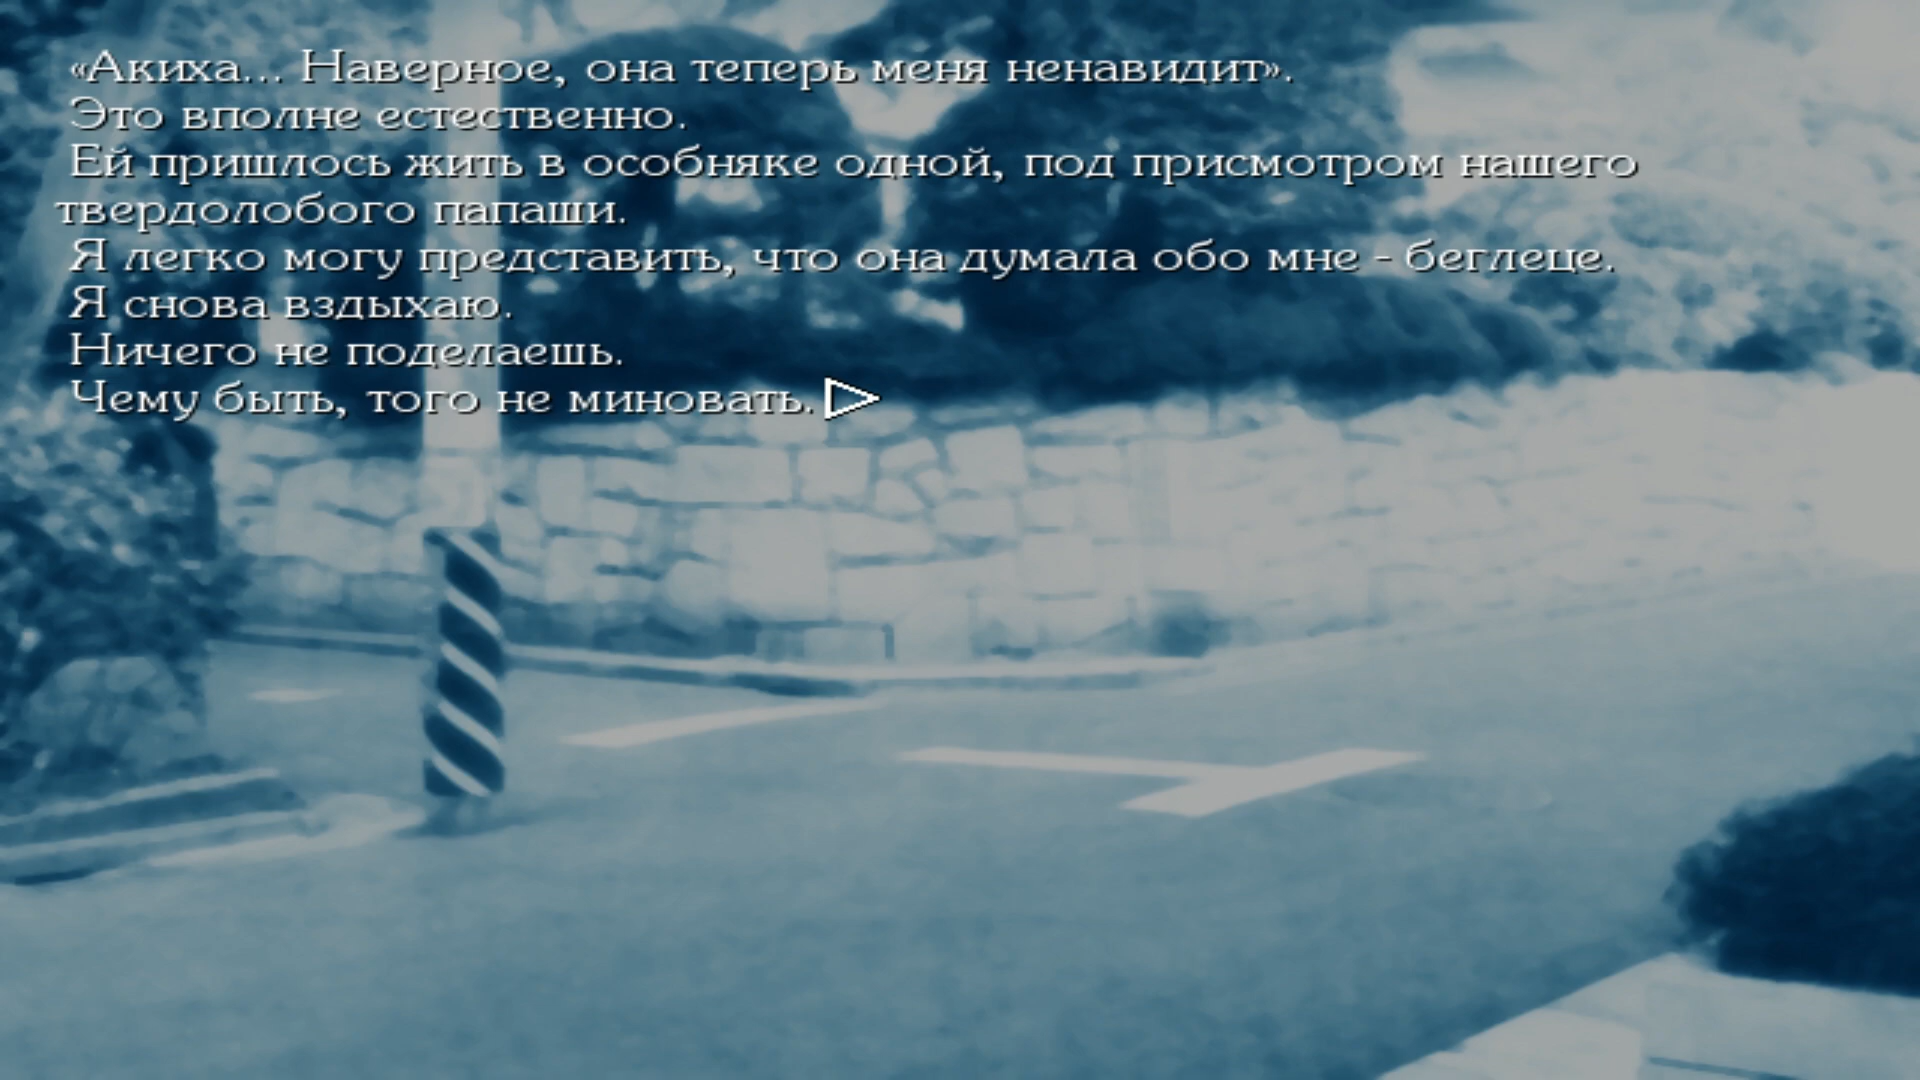 «Акиха... Наверное, она теперь меня ненавидит».
Это вполне естественно.
Ей пришлось жить в особняке одной, под присмотром нашего
твердолобого папаши.
Я легко могу представить, что она думала обо мне - беглеце.
Я снова вздыхаю.
Ничего не поделаешь.
Чему быть, того не миновать.